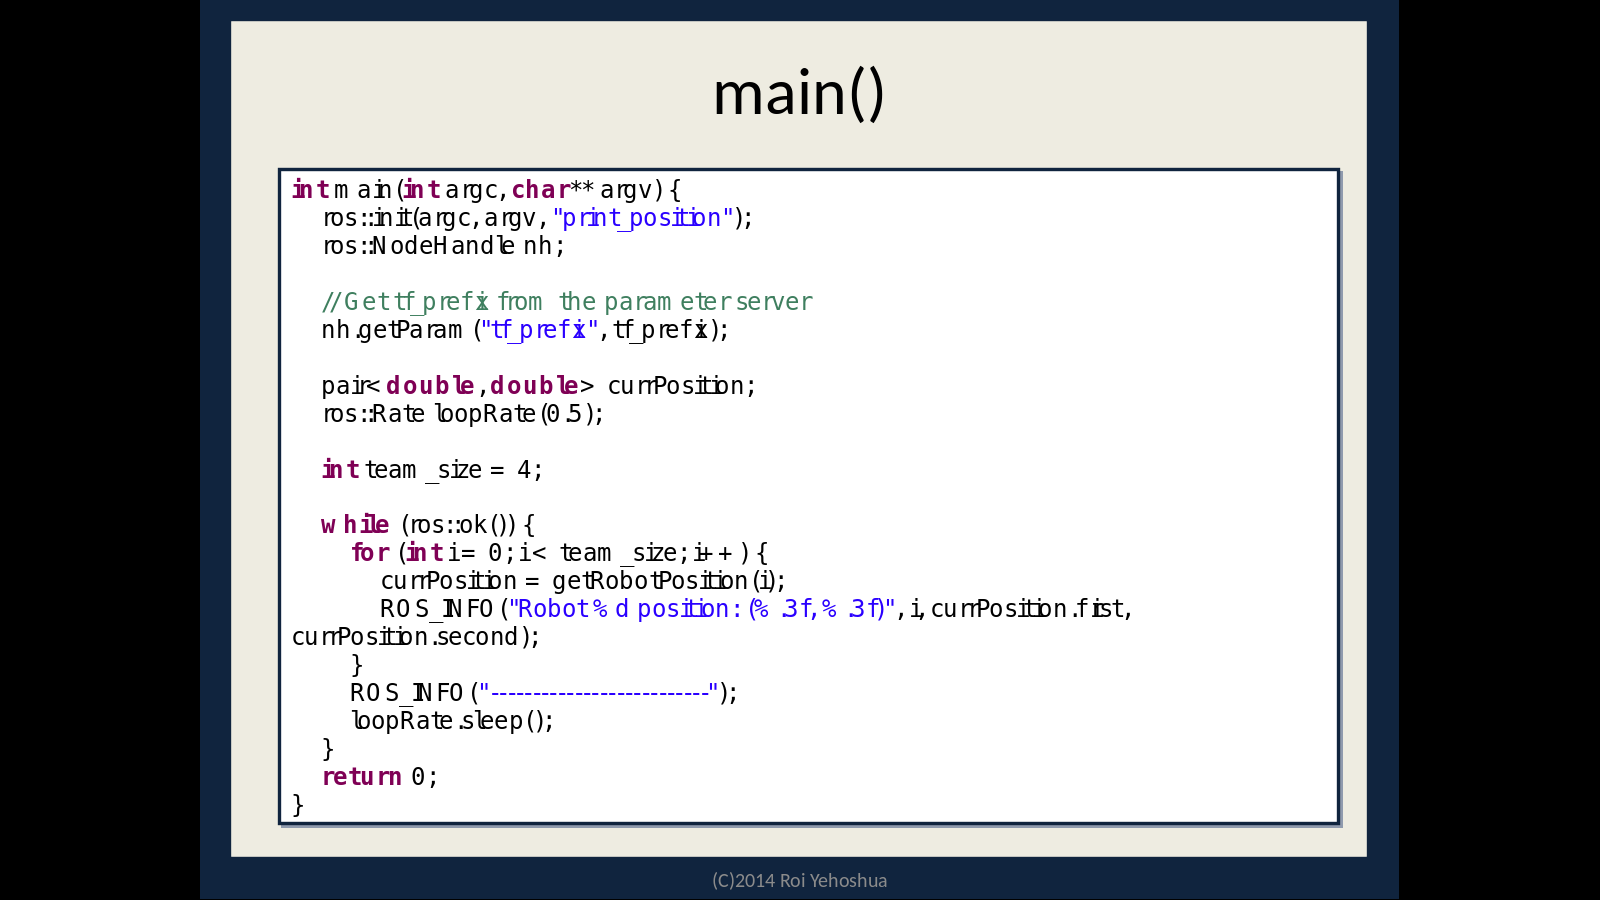 main()
int main(int argc, char** argv) {
ros::init(argc, argv, "print_position");
ros::NodeHandle nh;
// Get tf_prefix from the parameter server
nh.getParam("tf_prefix", tf_prefix);
pair<double, double> currPosition;
ros::Rate loopRate(0.5);
int team_size = 4;
while (ros::ok()) {
for (int i = 0; i < team_size; i++) {
currPosition = getRobotPosition(i);
ROS_INFO("Robot %d position: (%.3f, %.3f)", i, currPosition.first,
currPosition.second);
}
ROS_INFO("--------------------------");
loopRate.sleep();
}
return 0;
}
(C)2014 Roi Yehoshua